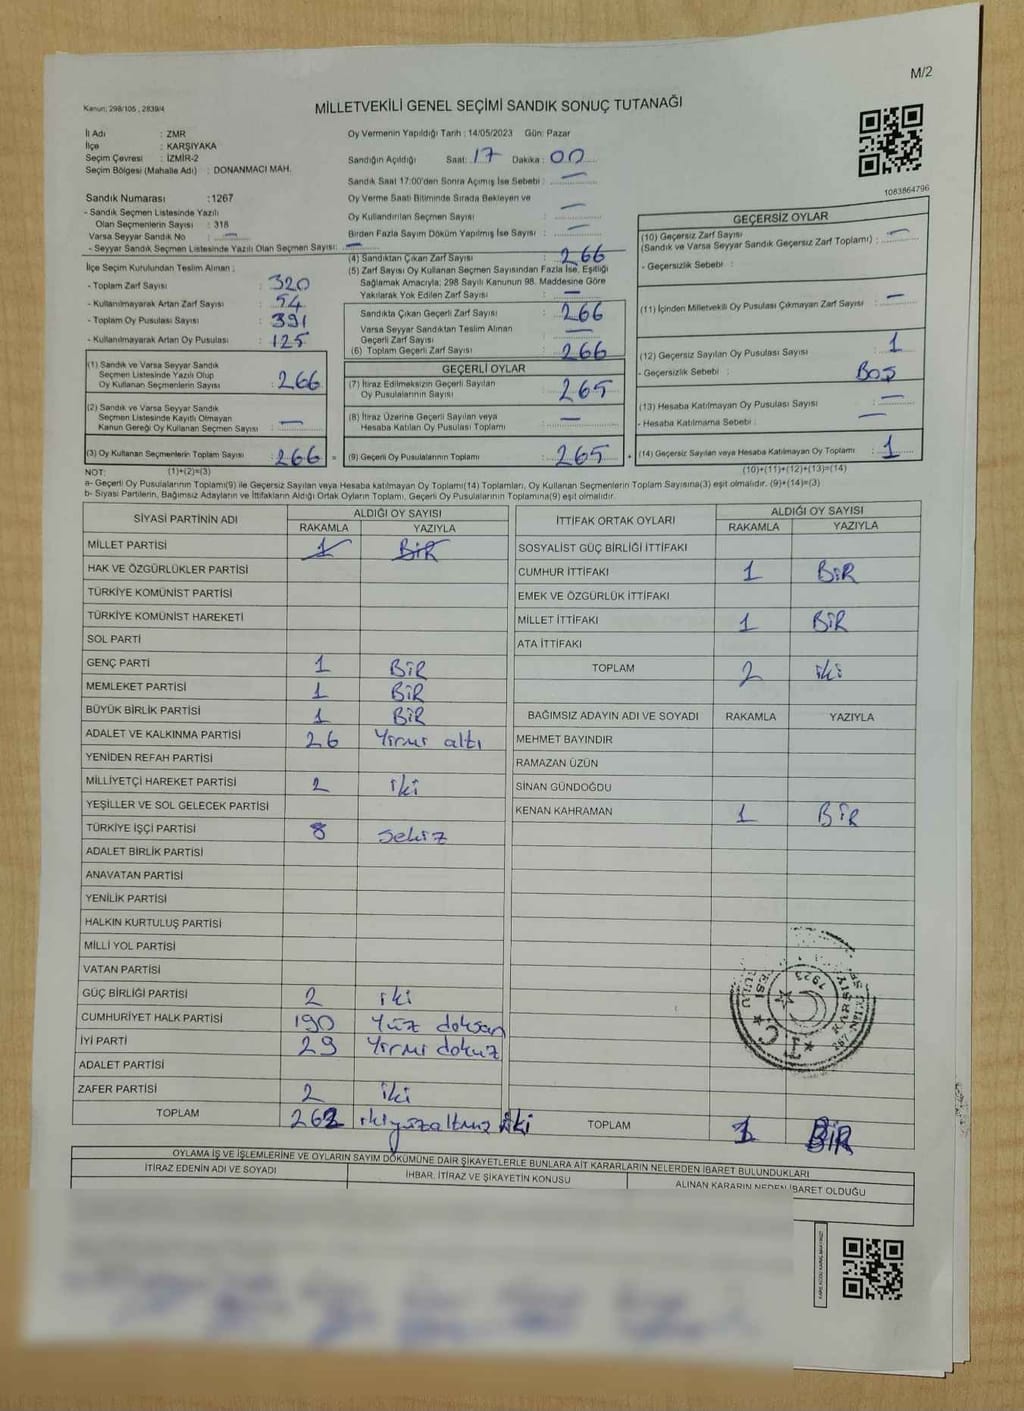 M/2
Kanun; 298/105 , 2839/4
MİLLETVEKİLİ GENEL SEÇİMİ SANDIK SONUÇ TUTANAĞI
İl Adı : ZMR
İlçe : KARŞIYAKA
Seçim Çevresi : İZMİR-2
Seçim Bölgesi (Mahalle Adı) : DONANMACI MAH.
Oy Vermenin Yapıldığı Tarih : 14/05/2023 Gün: Pazar
Sandığın Açıldığı Saat: 17 Dakika : 00
Sandık Saat 17:00'den Sonra Açımış İse Sebebi : —
Oy Verme Saati Bitiminde Sırada Bekleyen ve
Oy Kullandırılan Seçmen Sayısı : —
Birden Fazla Sayım Döküm Yapılmış İse Sayısı : —
1083864796
Sandık Numarası : 1267
- Sandık Seçmen Listesinde Yazılı
Olan Seçmenlerin Sayısı : 318
Varsa Seyyar Sandık No : —
- Seyyar Sandık Seçmen Listesinde Yazılı Olan Seçmen Sayısı: —
İlçe Seçim Kurulundan Teslim Alınan ;
- Toplam Zarf Sayısı : 320
- Kullanılmayarak Artan Zarf Sayısı : 54
- Toplam Oy Pusulası Sayısı : 391
- Kullanılmayarak Artan Oy Pusulası : 125
(1) Sandık ve Varsa Seyyar Sandık
Seçmen Listesinde Yazılı Olup
Oy Kullanan Seçmenlerin Sayısı : 266
(2) Sandık ve Varsa Seyyar Sandık
Seçmen Listesinde Kayıtlı Olmayan
Kanun Gereği Oy Kullanan Seçmen Sayısı : —
(3) Oy Kullanan Seçmenlerin Toplam Sayısı : 266 =
(4) Sandıktan Çıkan Zarf Sayısı : 266
(5) Zarf Sayısı Oy Kullanan Seçmen Sayısından Fazla İse, Eşitliği
Sağlamak Amacıyla; 298 Sayılı Kanunun 98. Maddesine Göre
Yakılarak Yok Edilen Zarf Sayısı : —
Sandıkta Çıkan Geçerli Zarf Sayısı : 266
Varsa Seyyar Sandıktan Teslim Alınan
Geçerli Zarf Sayısı : —
(6) Toplam Geçerli Zarf Sayısı : 266
GEÇERLİ OYLAR
(7) İtiraz Edilmeksizin Geçerli Sayılan
Oy Pusulalarının Sayısı : 265
(8) İtiraz Üzerine Geçerli Sayılan veya
Hesaba Katılan Oy Pusulası Toplamı : —
(9) Geçerli Oy Pusulalarının Toplamı : 265 +
GEÇERSİZ OYLAR
(10) Geçersiz Zarf Sayısı
(Sandık ve Varsa Seyyar Sandık Geçersiz Zarf Toplamı) : —
- Geçersizlik Sebebi :
(11) İçinden Milletvekili Oy Pusulası Çıkmayan Zarf Sayısı : —
(12) Geçersiz Sayılan Oy Pusulası Sayısı : 1
- Geçersizlik Sebebi : Boş
(13) Hesaba Katılmayan Oy Pusulası Sayısı : —
- Hesaba Katılmama Sebebi : —
(14) Geçersiz Sayılan veya Hesaba Katılmayan Oy Toplamı : 1
NOT: (1)+(2)=(3) (10)+(11)+(12)+(13)=(14)
a- Geçerli Oy Pusulalarının Toplamı(9) ile Geçersiz Sayılan veya Hesaba katılmayan Oy Toplamı(14) Toplamları, Oy Kullanan Seçmenlerin Toplam Sayısına(3) eşit olmalıdır. (9)+(14)=(3)
b- Siyasi Partilerin, Bağımsız Adayların ve İttifakların Aldığı Ortak Oyların Toplamı, Geçerli Oy Pusulalarının Toplamına(9) eşit olmalıdır.
SİYASİ PARTİNİN ADI ALDIĞI OY SAYISI
RAKAMLA YAZIYLA
MİLLET PARTİSİ 1 BİR
HAK VE ÖZGÜRLÜKLER PARTİSİ
TÜRKİYE KOMÜNİST PARTİSİ
TÜRKİYE KOMÜNİST HAREKETİ
SOL PARTİ
GENÇ PARTİ 1 BİR
MEMLEKET PARTİSİ 1 BİR
BÜYÜK BİRLİK PARTİSİ 1 BİR
ADALET VE KALKINMA PARTİSİ 26 Yirmi altı
YENİDEN REFAH PARTİSİ
MİLLİYETÇİ HAREKET PARTİSİ 2 iki
YEŞİLLER VE SOL GELECEK PARTİSİ
TÜRKİYE İŞÇİ PARTİSİ 8 Sekiz
ADALET BİRLİK PARTİSİ
ANAVATAN PARTİSİ
YENİLİK PARTİSİ
HALKIN KURTULUŞ PARTİSİ
MİLLİ YOL PARTİSİ
VATAN PARTİSİ
GÜÇ BİRLİĞİ PARTİSİ 2 iki
CUMHURİYET HALK PARTİSİ 190 Yüz doksan
İYİ PARTİ 29 Yirmi dokuz
ADALET PARTİSİ
ZAFER PARTİSİ 2 iki
TOPLAM 262 ikiyüzaltmış iki
İTTİFAK ORTAK OYLARI ALDIĞI OY SAYISI
RAKAMLA YAZIYLA
SOSYALİST GÜÇ BİRLİĞİ İTTİFAKI
CUMHUR İTTİFAKI 1 BİR
EMEK VE ÖZGÜRLÜK İTTİFAKI
MİLLET İTTİFAKI 1 BİR
ATA İTTİFAKI
TOPLAM 2 iki
BAĞIMSIZ ADAYIN ADI VE SOYADI RAKAMLA YAZIYLA
MEHMET BAYINDIR
RAMAZAN ÜZÜN
SİNAN GÜNDOĞDU
KENAN KAHRAMAN 1 BİR
T.C.
1923
TOPLAM 1 BİR
OYLAMA İŞ VE İŞLEMLERİNE VE OYLARIN SAYIM DÖKÜMÜNE DAİR ŞİKAYETLERLE BUNLARA AİT KARARLARIN NELERDEN İBARET BULUNDUKLARI
İTİRAZ EDENİN ADI VE SOYADI İHBAR, İTİRAZ VE ŞİKAYETİN KONUSU ALINAN KARARIN NEDEN İBARET OLDUĞU